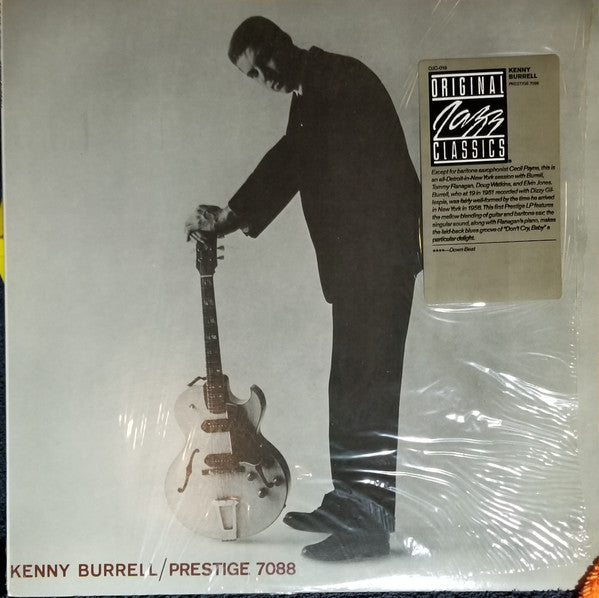 OJC-019
KENNY
BURRELL
PRESTIGE 7088
ORIGINAL
Jazz
CLASSICS
Except for baritone saxophonist Cecil Payne, this is
an all-Detroit-in-New York session with Burrell,
Tommy Flanagan, Doug Watkins, and Elvin Jones.
Burrell, who at 19 in 1951 recorded with Dizzy Gil-
lespie, was fairly well-formed by the time he arrived
in New York in 1956. This first Prestige LP features
the mellow blending of guitar and baritone sax; the
singular sound, along with Flanagan's piano, makes
the laid-back blues groove of "Don't Cry, Baby" a
particular delight.
★★★★—Down Beat
KENNY BURRELL/PRESTIGE 7088